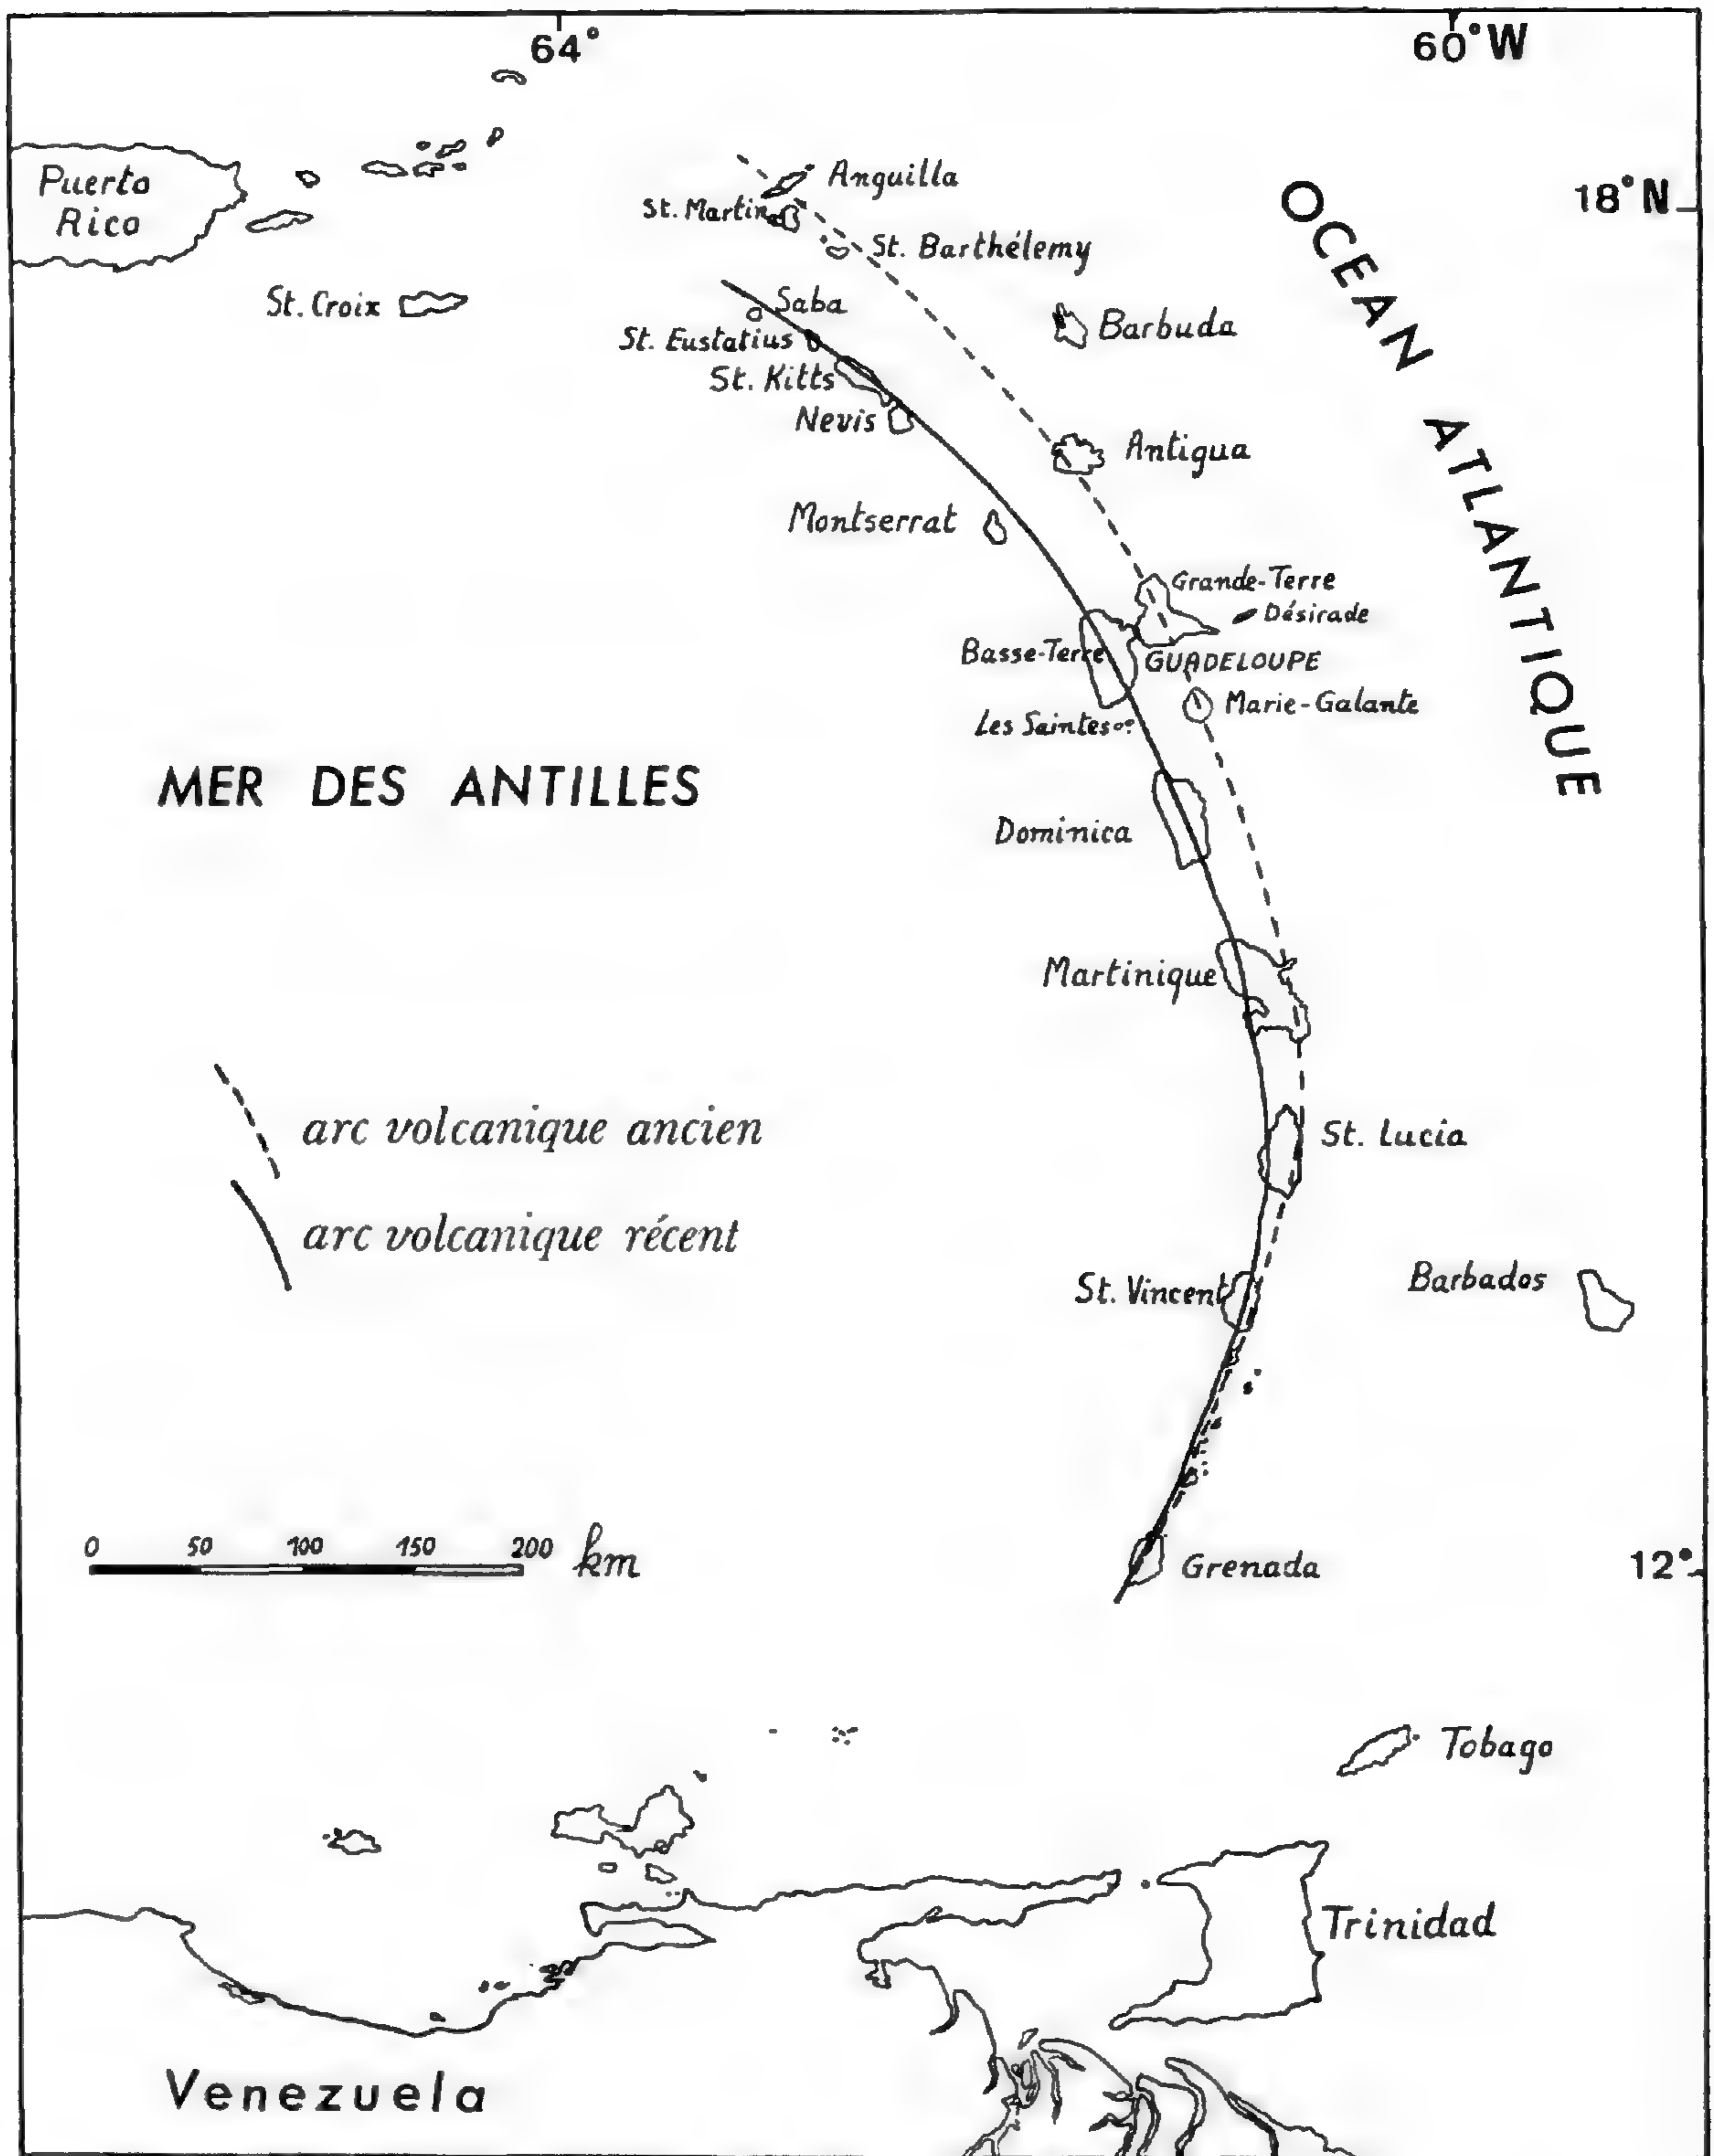 64°
60°W
Puerto
Rico
Anguilla
18°N
St. Martin
St. Barthélemy
OCEAN ATLANTIQUE
St. Croix
Saba
Barbuda
St. Eustatius
St. Kitts
Nevis
Antigua
Montserrat
Grande-Terre
Désirade
Basse-Terre
GUADELOUPE
Marie-Galante
Les Saintes
MER DES ANTILLES
Dominica
Martinique
arc volcanique ancien
St. Lucia
arc volcanique récent
St. Vincent
Barbados
0 50 100 150 200 km
Grenada
12°
Tobago
Trinidad
Venezuela